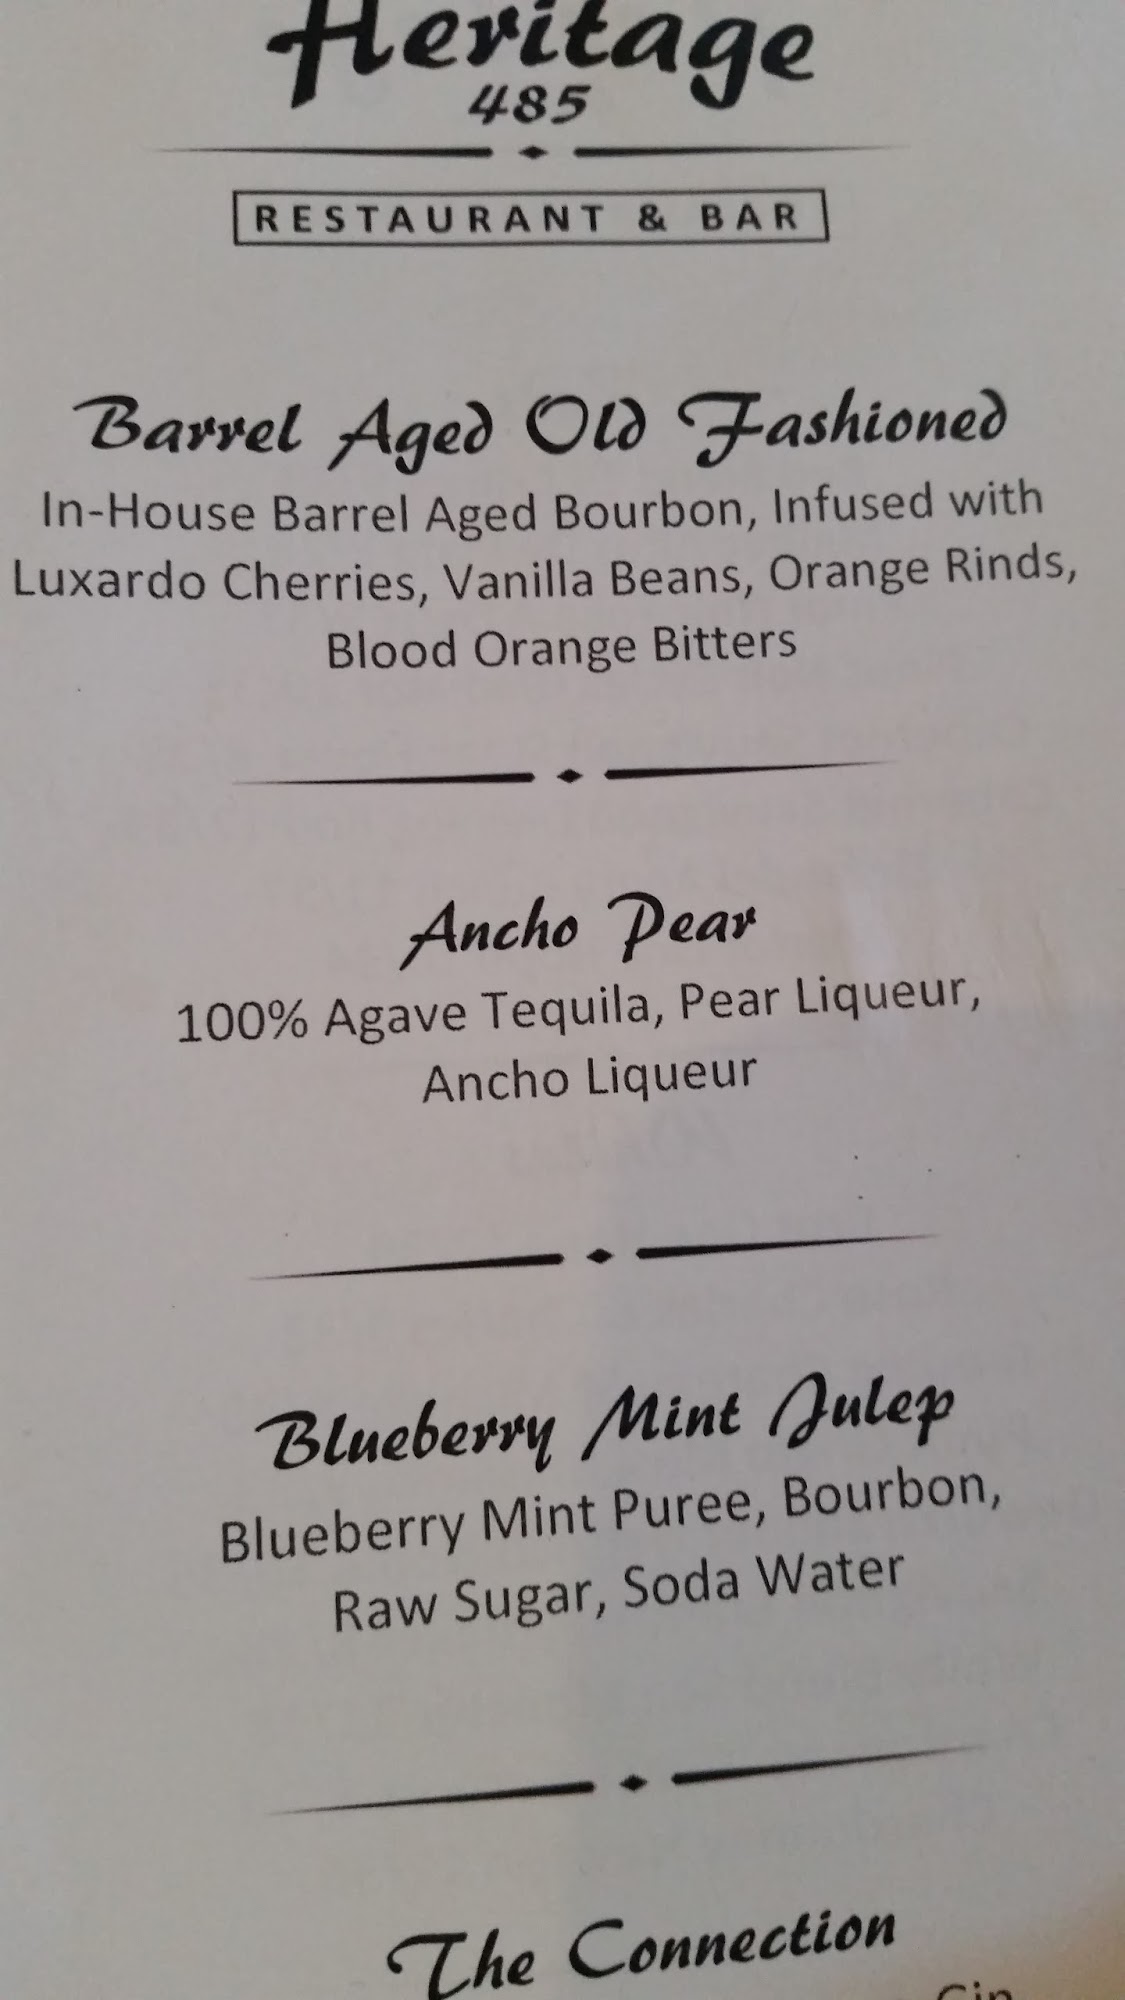 Heritage
485
RESTAURANT & BAR
Barrel Aged Old Fashioned
In-House Barrel Aged Bourbon, Infused with
Luxardo Cherries, Vanilla Beans, Orange Rinds,
Blood Orange Bitters
Ancho Pear
100% Agave Tequila, Pear Liqueur,
Ancho Liqueur
Blueberry Mint Julep
Blueberry Mint Puree, Bourbon,
Raw Sugar, Soda Water
The Connection
Gin